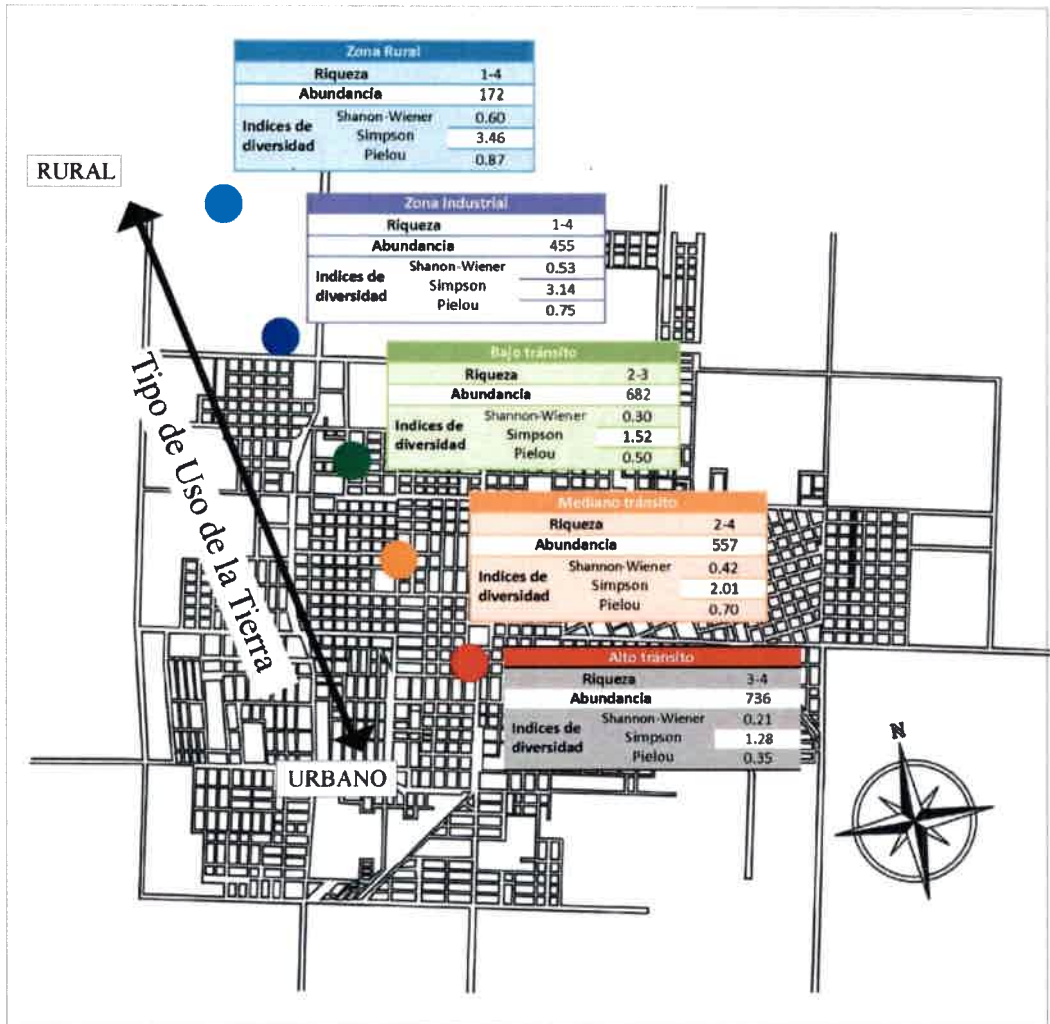 Zona Rural
Riqueza 1-4
Abundancia 172
Indices de diversidad
Shanon-Wiener 0.60
Simpson 3.46
Pielou 0.87
RURAL
Zona Industrial
Riqueza 1-4
Abundancia 455
Indices de diversidad
Shanon-Wiener 0.53
Simpson 3.14
Pielou 0.75
Bajo tránsito
Riqueza 2-3
Abundancia 682
Indices de diversidad
Shannon-Wiener 0.30
Simpson 1.52
Pielou 0.50
Tipo de Uso de la Tierra
Mediano tránsito
Riqueza 2-4
Abundancia 557
Indices de diversidad
Shannon-Wiener 0.42
Simpson 2.01
Pielou 0.70
Alto tránsito
Riqueza 3-4
Abundancia 736
Indices de diversidad
Shannon-Wiener 0.21
Simpson 1.28
Pielou 0.35
URBANO
N